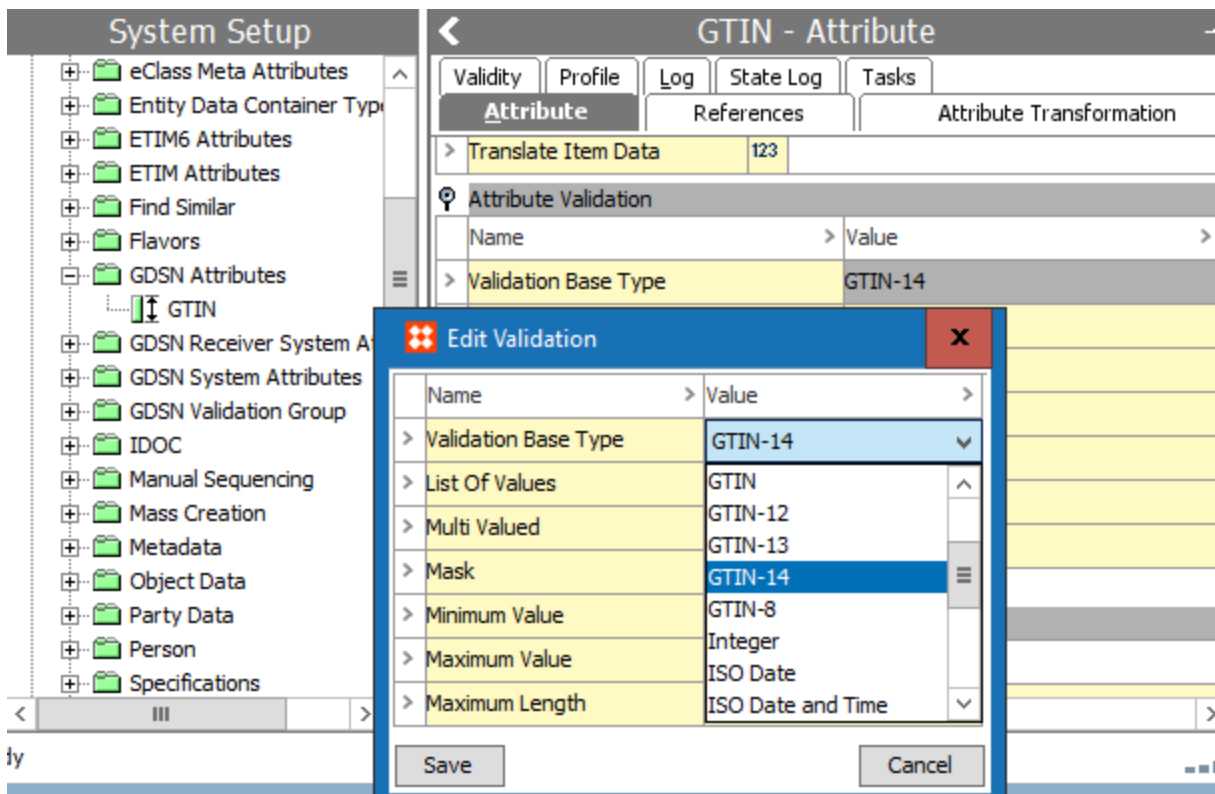 System Setup
eClass Meta Attributes
Entity Data Container Type
ETIM6 Attributes
ETIM Attributes
Find Similar
Flavors
GDSN Attributes
GTIN
GDSN Receiver System A
GDSN System Attributes
GDSN Validation Group
IDOC
Manual Sequencing
Mass Creation
Metadata
Object Data
Party Data
Person
Specifications
dy
GTIN - Attribute
Validity Profile Log State Log Tasks
Attribute References Attribute Transformation
> Translate Item Data 123
Attribute Validation
Name > Value >
> Validation Base Type GTIN-14
Edit Validation x
Name > Value >
> Validation Base Type GTIN-14
> List Of Values
> Multi Valued
> Mask
> Minimum Value
> Maximum Value
> Maximum Length
GTIN
GTIN-12
GTIN-13
GTIN-14
GTIN-8
Integer
ISO Date
ISO Date and Time
Save Cancel